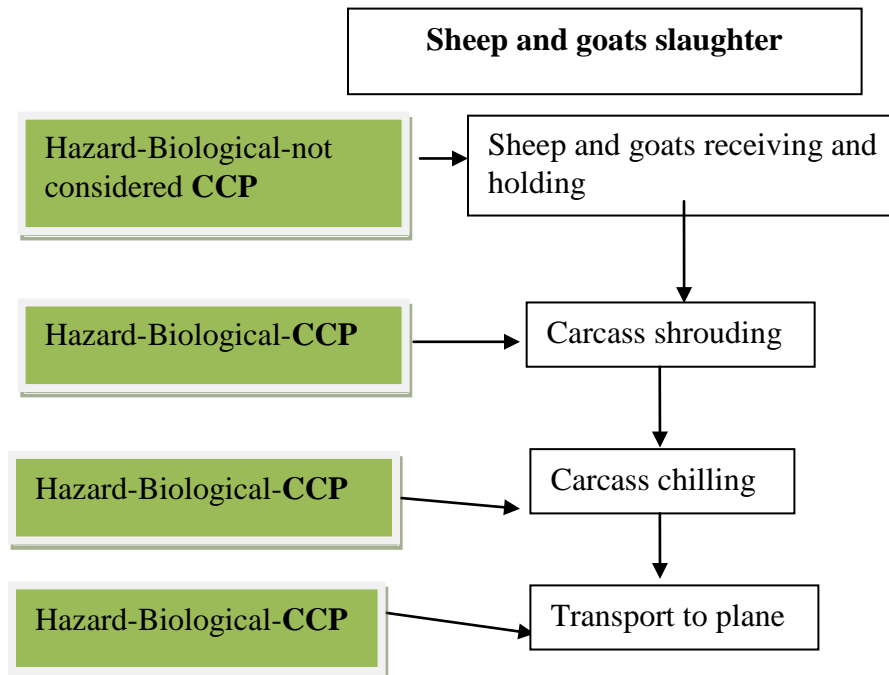 Sheep and goats slaughter
Hazard-Biological-not
considered CCP
Sheep and goats receiving and
holding
Hazard-Biological-CCP
Carcass shrouding
Hazard-Biological-CCP
Carcass chilling
Hazard-Biological-CCP
Transport to plane